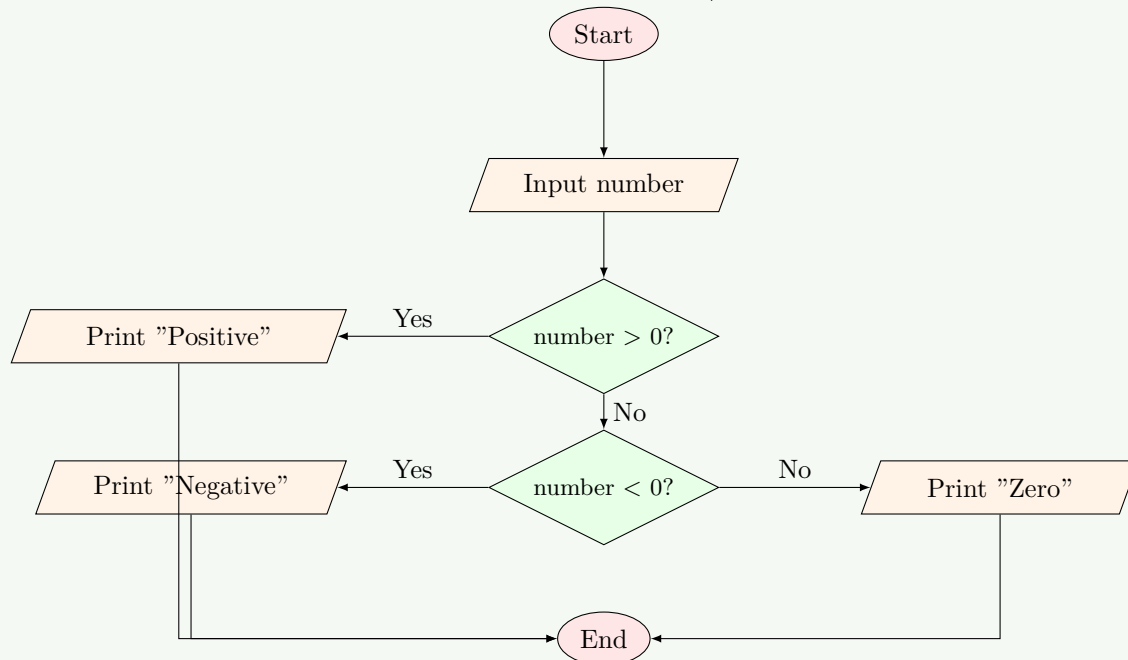 Start
Input number
number > 0?
Yes
Print ”Positive”
No
number < 0?
Yes
Print ”Negative”
No
Print ”Zero”
End